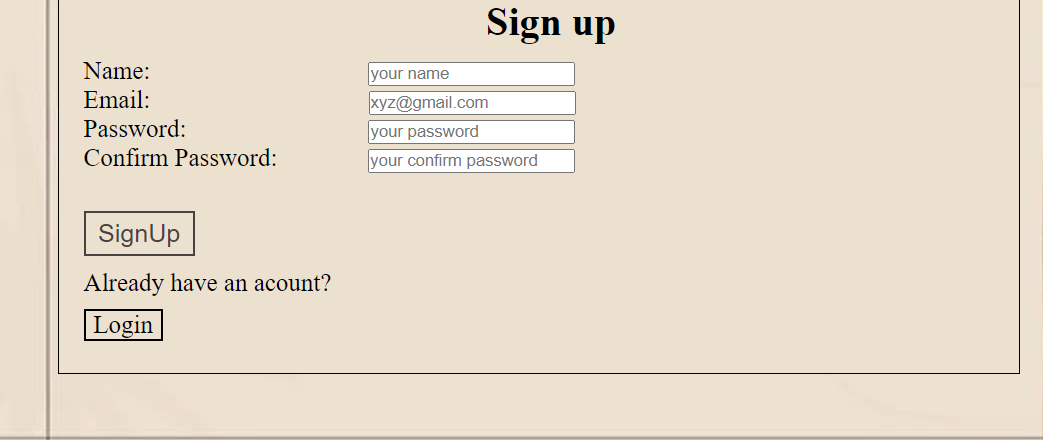 Sign up
Name: your name
Email: xyz@gmail.com
Password: your password
Confirm Password: your confirm password
SignUp
Already have an acount?
Login